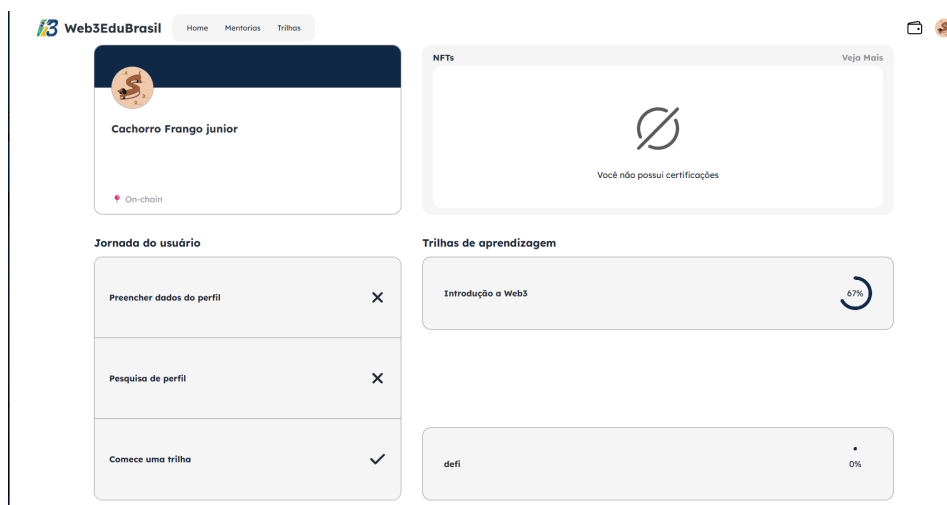 Web3EduBrasil
Home Mentorias Trilhas
Cachorro Frango junior
📍 On-chain
NFTs Veja Mais
Você não possui certificações
Jornada do usuário
Preencher dados do perfil
Pesquisa de perfil
Comece uma trilha
Trilhas de aprendizagem
Introdução a Web3 67%
defi 0%